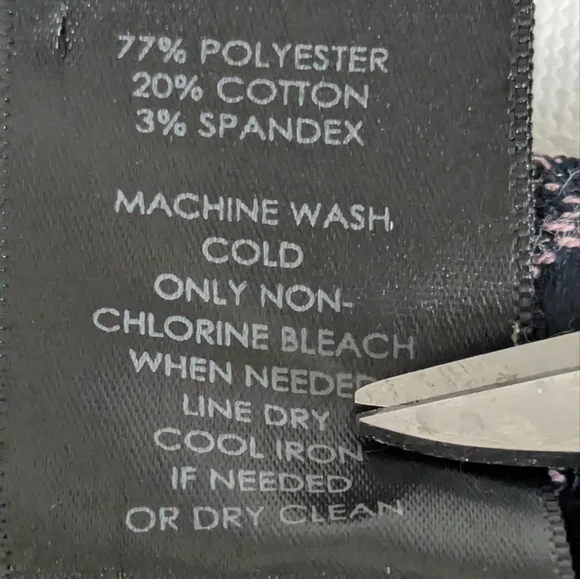 77% POLYESTER
20% COTTON
3% SPANDEX
MACHINE WASH,
COLD
ONLY NON-
CHLORINE BLEACH
WHEN NEEDED
LINE DRY
COOL IRON
IF NEEDED
OR DRY CLEAN